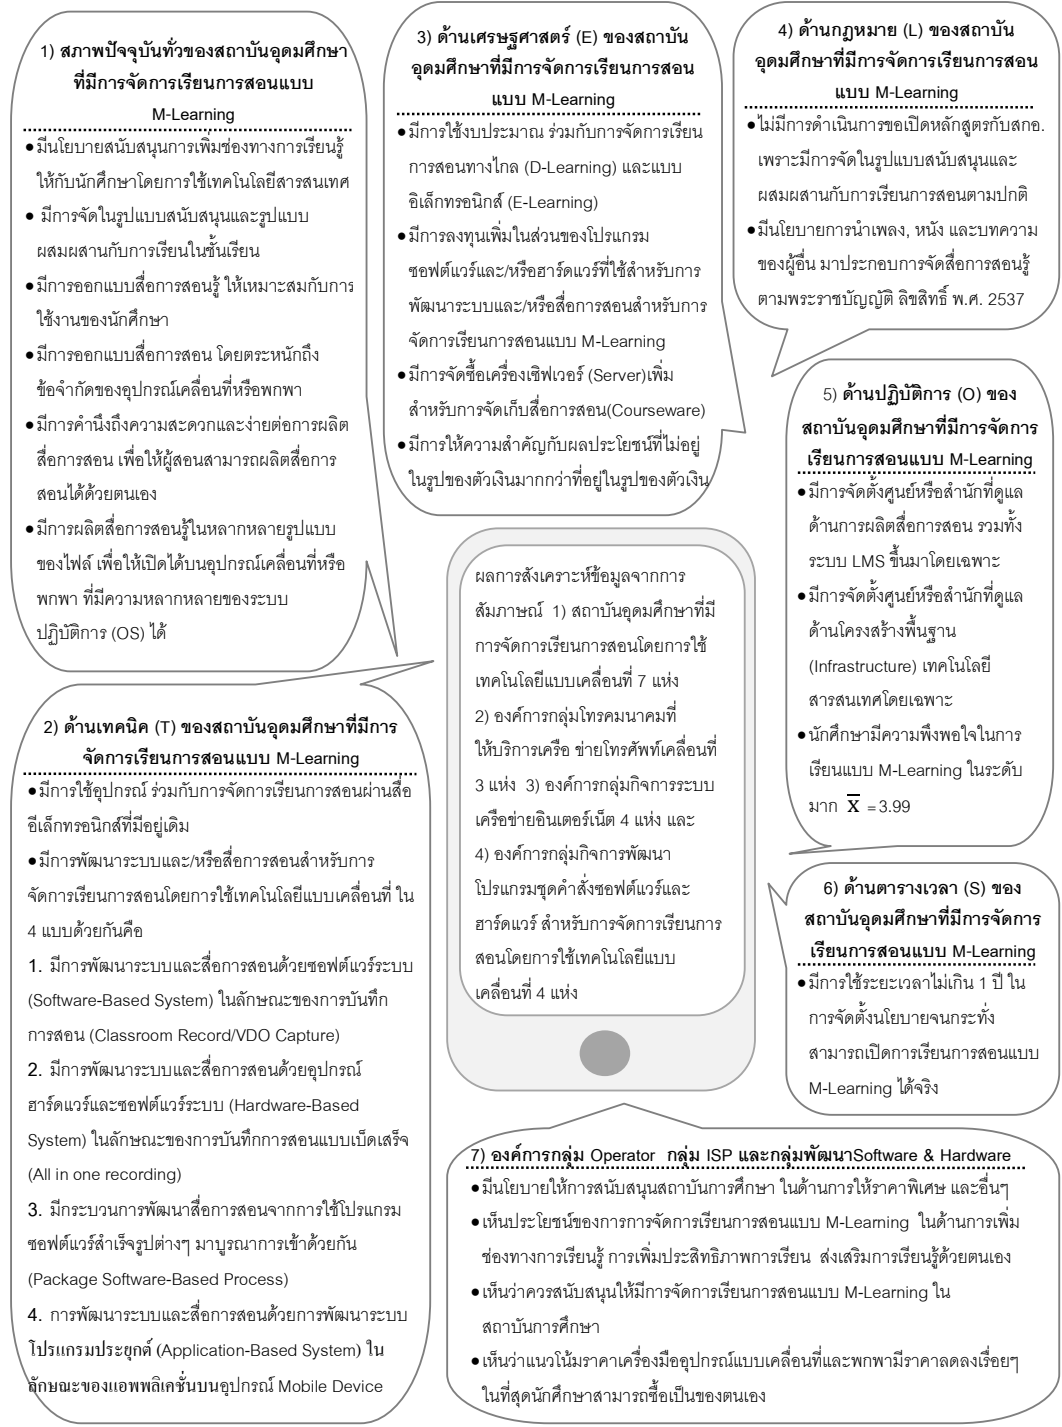 1) สภาพปัจจุบันทั่วของสถาบันอุดมศึกษา
ที่มีการจัดการเรียนการสอนแบบ
M-Learning
●มีนโยบายสนับสนุนการเพิ่มช่องทางการเรียนรู้
ให้กับนักศึกษาโดยการใช้เทคโนโลยีสารสนเทศ
● มีการจัดในรูปแบบสนับสนุนและรูปแบบ
ผสมผสานกับการเรียนในชั้นเรียน
●มีการออกแบบสื่อการสอนรู้ ให้เหมาะสมกับการ
ใช้งานของนักศึกษา
●มีการออกแบบสื่อการสอน โดยตระหนักถึง
ข้อจำกัดของอุปกรณ์เคลื่อนที่หรือพกพา
●มีการคำนึงถึงความสะดวกและง่ายต่อการผลิต
สื่อการสอน เพื่อให้ผู้สอนสามารถผลิตสื่อการ
สอนได้ด้วยตนเอง
●มีการผลิตสื่อการสอนรู้ในหลากหลายรูปแบบ
ของไฟล์ เพื่อให้เปิดได้บนอุปกรณ์เคลื่อนที่หรือ
พกพา ที่มีความหลากหลายของระบบ
ปฏิบัติการ (OS) ได้
2) ด้านเทคนิค (T) ของสถาบันอุดมศึกษาที่มีการ
จัดการเรียนการสอนแบบ M-Learning
●มีการใช้อุปกรณ์ ร่วมกับการจัดการเรียนการสอนผ่านสื่อ
อิเล็กทรอนิกส์ที่มีอยู่เดิม
●มีการพัฒนาระบบและ/หรือสื่อการสอนสำหรับการ
จัดการเรียนการสอนโดยการใช้เทคโนโลยีแบบเคลื่อนที่ ใน
4 แบบด้วยกันคือ
1. มีการพัฒนาระบบและสื่อการสอนด้วยซอฟต์แวร์ระบบ
(Software-Based System) ในลักษณะของการบันทึก
การสอน (Classroom Record/VDO Capture)
2. มีการพัฒนาระบบและสื่อการสอนด้วยอุปกรณ์
ฮาร์ดแวร์และซอฟต์แวร์ระบบ (Hardware-Based
System) ในลักษณะของการบันทึกการสอนแบบเบ็ดเสร็จ
(All in one recording)
3. มีกระบวนการพัฒนาสื่อการสอนจากการใช้โปรแกรม
ซอฟต์แวร์สำเร็จรูปต่างๆ มาบูรณาการเข้าด้วยกัน
(Package Software-Based Process)
4. การพัฒนาระบบและสื่อการสอนด้วยการพัฒนาระบบ
โปรแกรมประยุกต์ (Application-Based System) ใน
ลักษณะของแอพพลิเคชั่นบนอุปกรณ์ Mobile Device
3) ด้านเศรษฐศาสตร์ (E) ของสถาบัน
อุดมศึกษาที่มีการจัดการเรียนการสอน
แบบ M-Learning
●มีการใช้งบประมาณ ร่วมกับการจัดการเรียน
การสอนทางไกล (D-Learning) และแบบ
อิเล็กทรอนิกส์ (E-Learning)
●มีการลงทุนเพิ่มในส่วนของโปรแกรม
ซอฟต์แวร์และ/หรือฮาร์ดแวร์ที่ใช้สำหรับการ
พัฒนาระบบและ/หรือสื่อการสอนสำหรับการ
จัดการเรียนการสอนแบบ M-Learning
●มีการจัดซื้อเครื่องเซิฟเวอร์ (Server)เพิ่ม
สำหรับการจัดเก็บสื่อการสอน(Courseware)
●มีการให้ความสำคัญกับผลประโยชน์ที่ไม่อยู่
ในรูปของตัวเงินมากกว่าที่อยู่ในรูปของตัวเงิน
4) ด้านกฎหมาย (L) ของสถาบัน
อุดมศึกษาที่มีการจัดการเรียนการสอน
แบบ M-Learning
●ไม่มีการดำเนินการขอเปิดหลักสูตรกับสกอ.
เพราะมีการจัดในรูปแบบสนับสนุนและ
ผสมผสานกับการเรียนการสอนตามปกติ
●มีนโยบายการนำเพลง, หนัง และบทความ
ของผู้อื่น มาประกอบการจัดสื่อการสอนรู้
ตามพระราชบัญญัติ ลิขสิทธิ์ พ.ศ. 2537
5) ด้านปฏิบัติการ (O) ของ
สถาบันอุดมศึกษาที่มีการจัดการ
เรียนการสอนแบบ M-Learning
●มีการจัดตั้งศูนย์หรือสำนักที่ดูแล
ด้านการผลิตสื่อการสอน รวมทั้ง
ระบบ LMS ขึ้นมาโดยเฉพาะ
●มีการจัดตั้งศูนย์หรือสำนักที่ดูแล
ด้านโครงสร้างพื้นฐาน
(Infrastructure) เทคโนโลยี
สารสนเทศโดยเฉพาะ
●นักศึกษามีความพึงพอใจในการ
เรียนแบบ M-Learning ในระดับ
มาก x̅ =3.99
ผลการสังเคราะห์ข้อมูลจากการ
สัมภาษณ์ 1) สถาบันอุดมศึกษาที่มี
การจัดการเรียนการสอนโดยการใช้
เทคโนโลยีแบบเคลื่อนที่ 7 แห่ง
2) องค์การกลุ่มโทรคมนาคมที่
ให้บริการเครือ ข่ายโทรศัพท์เคลื่อนที่
3 แห่ง 3) องค์การกลุ่มกิจการระบบ
เครือข่ายอินเตอร์เน็ต 4 แห่ง และ
4) องค์การกลุ่มกิจการพัฒนา
โปรแกรมชุดคำสั่งซอฟต์แวร์และ
ฮาร์ดแวร์ สำหรับการจัดการเรียนการ
สอนโดยการใช้เทคโนโลยีแบบ
เคลื่อนที่ 4 แห่ง
6) ด้านตารางเวลา (S) ของ
สถาบันอุดมศึกษาที่มีการจัดการ
เรียนการสอนแบบ M-Learning
●มีการใช้ระยะเวลาไม่เกิน 1 ปี ใน
การจัดตั้งนโยบายจนกระทั่ง
สามารถเปิดการเรียนการสอนแบบ
M-Learning ได้จริง
7) องค์การกลุ่ม Operator กลุ่ม ISP และกลุ่มพัฒนาSoftware & Hardware
●มีนโยบายให้การสนับสนุนสถาบันการศึกษา ในด้านการให้ราคาพิเศษ และอื่นๆ
●เห็นประโยชน์ของการการจัดการเรียนการสอนแบบ M-Learning ในด้านการเพิ่ม
ช่องทางการเรียนรู้ การเพิ่มประสิทธิภาพการเรียน ส่งเสริมการเรียนรู้ด้วยตนเอง
●เห็นว่าควรสนับสนุนให้มีการจัดการเรียนการสอนแบบ M-Learning ใน
สถาบันการศึกษา
●เห็นว่าแนวโน้มราคาเครื่องมืออุปกรณ์แบบเคลื่อนที่และพกพามีราคาลดลงเรื่อยๆ
ในที่สุดนักศึกษาสามารถซื้อเป็นของตนเอง